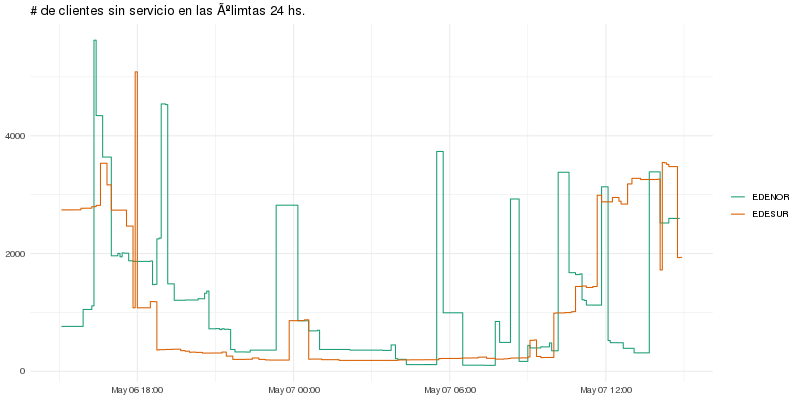 # de clientes sin servicio en las Ãºlimtas 24 hs.
4000
2000
0
May 06 18:00
May 07 00:00
May 07 06:00
May 07 12:00
EDENOR
EDESUR